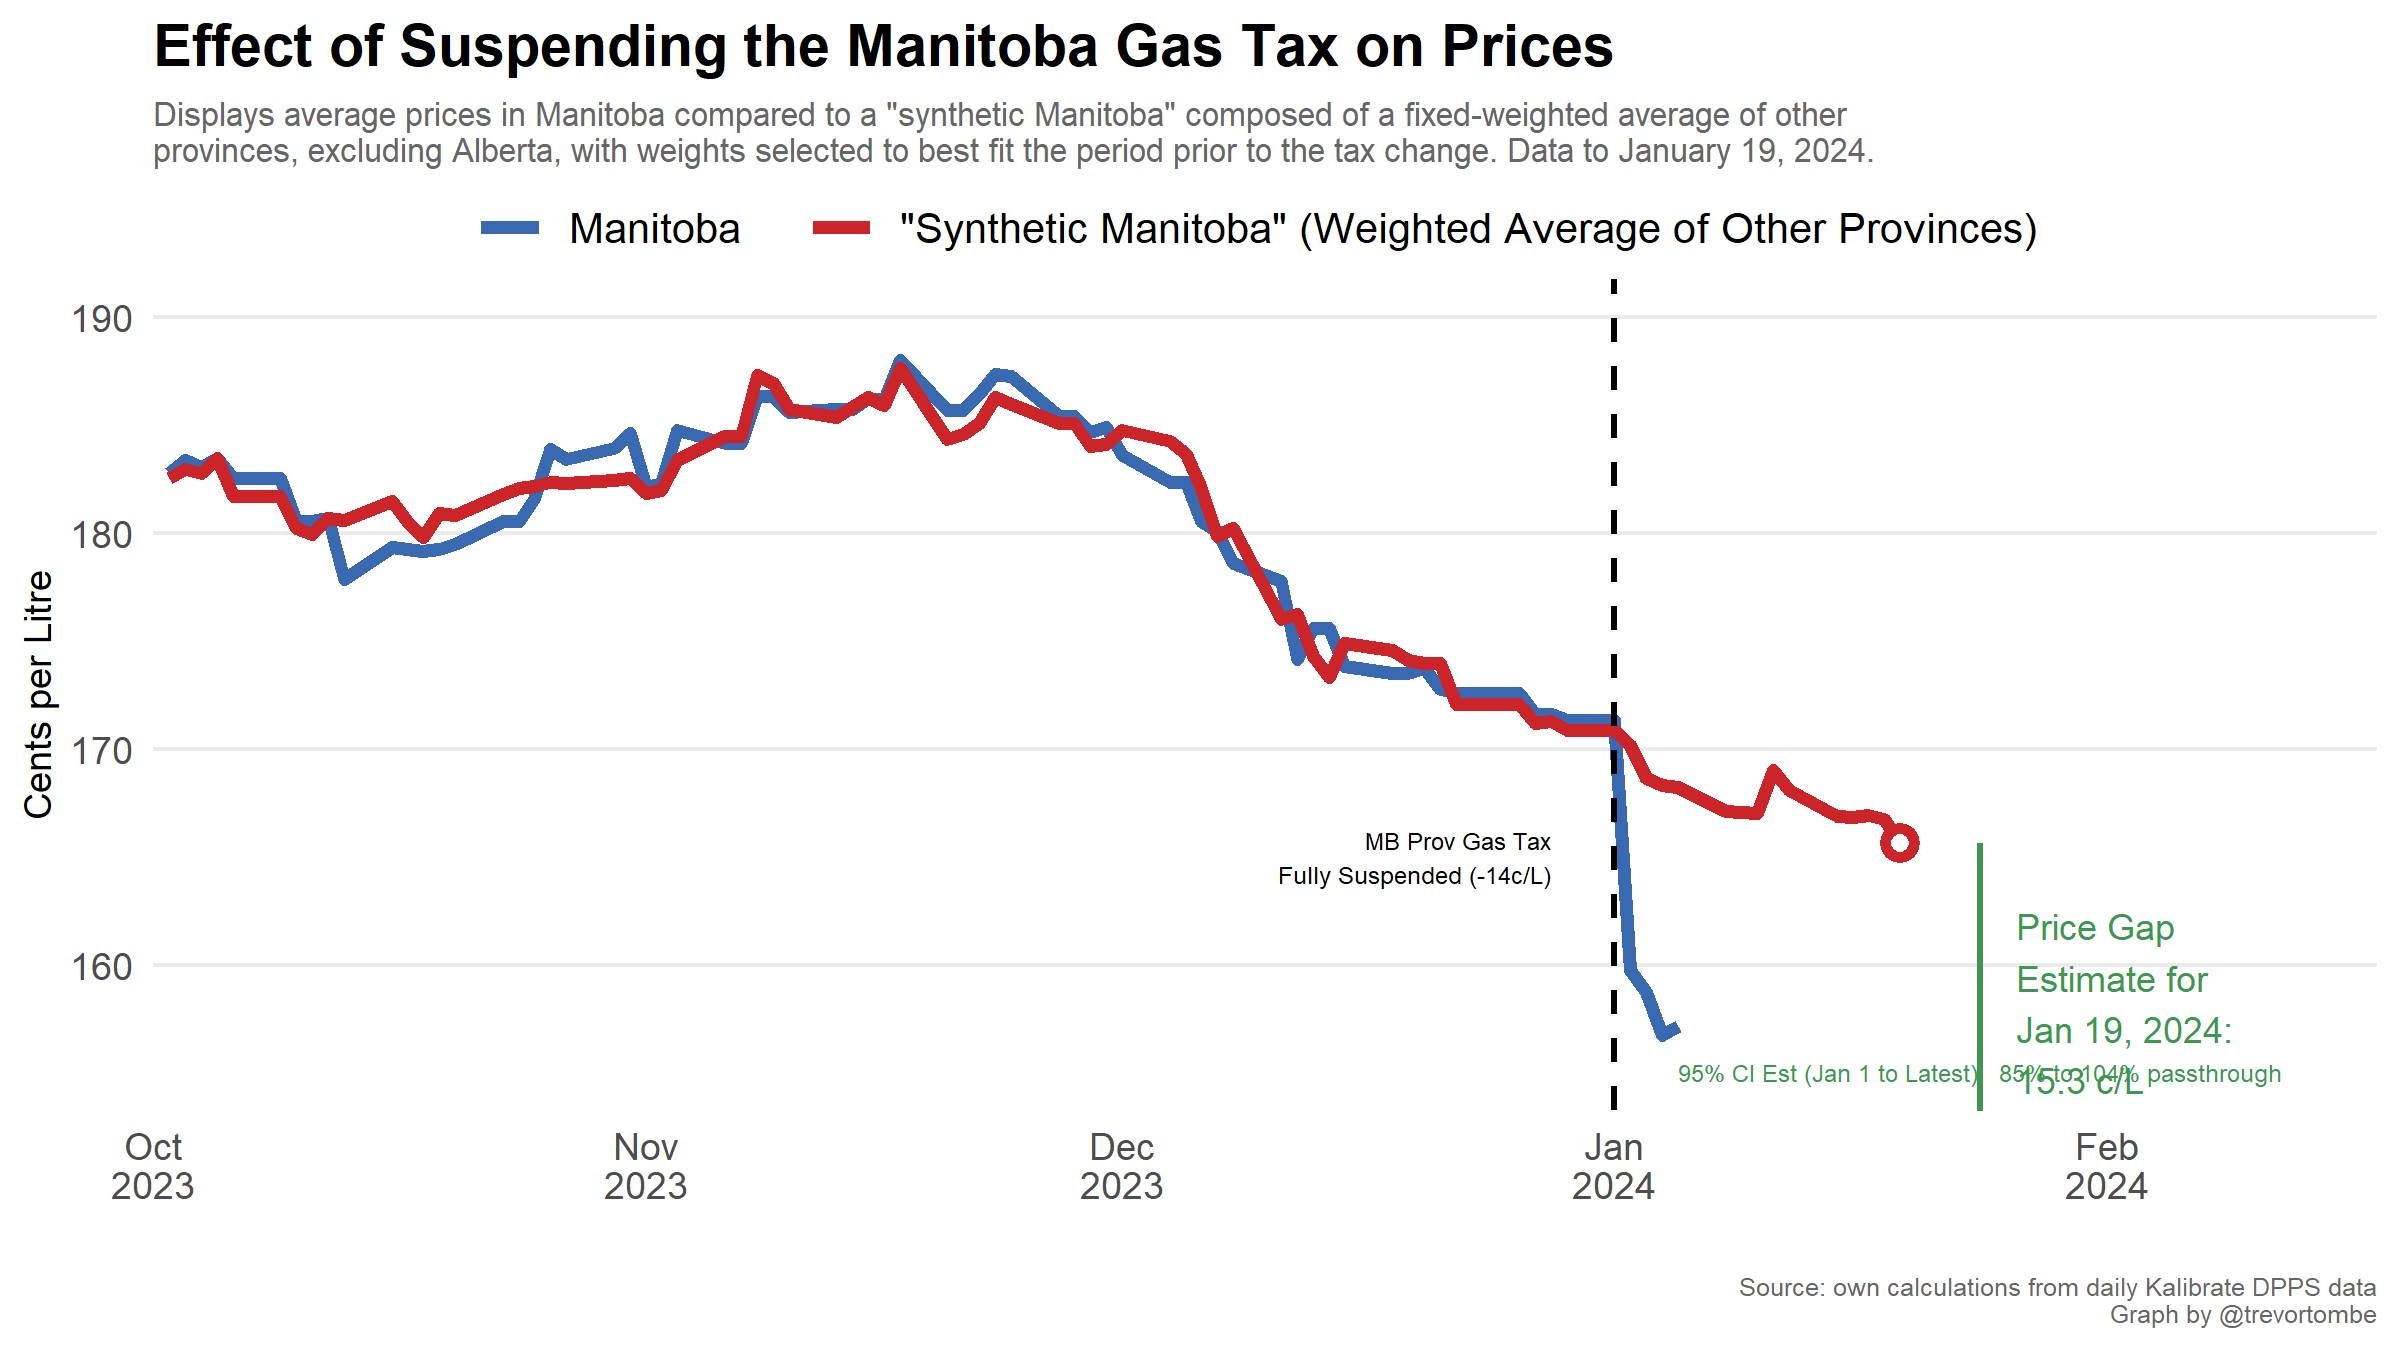 Effect of Suspending the Manitoba Gas Tax on Prices
Displays average prices in Manitoba compared to a "synthetic Manitoba" composed of a fixed-weighted average of other
provinces, excluding Alberta, with weights selected to best fit the period prior to the tax change. Data to January 19, 2024.
Manitoba
"Synthetic Manitoba" (Weighted Average of Other Provinces)
Cents per Litre
190
180
170
160
MB Prov Gas Tax
Fully Suspended (-14c/L)
Price Gap
Estimate for
Jan 19, 2024:
15.3 c/L
95% CI Est (Jan 1 to Latest): 85% to 104% passthrough
Oct
2023
Nov
2023
Dec
2023
Jan
2024
Feb
2024
Source: own calculations from daily Kalibrate DPPS data
Graph by @trevortombe